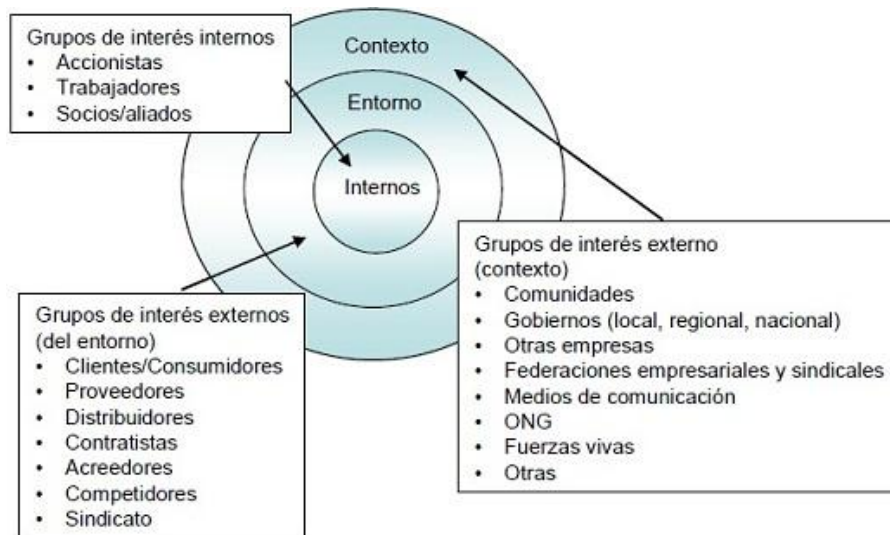 Grupos de interés internos
• Accionistas
• Trabajadores
• Socios/aliados
Contexto
Entorno
Internos
Grupos de interés externos
(del entorno)
• Clientes/Consumidores
• Proveedores
• Distribuidores
• Contratistas
• Acreedores
• Competidores
• Sindicato
Grupos de interés externo
(contexto)
• Comunidades
• Gobiernos (local, regional, nacional)
• Otras empresas
• Federaciones empresariales y sindicales
• Medios de comunicación
• ONG
• Fuerzas vivas
• Otras